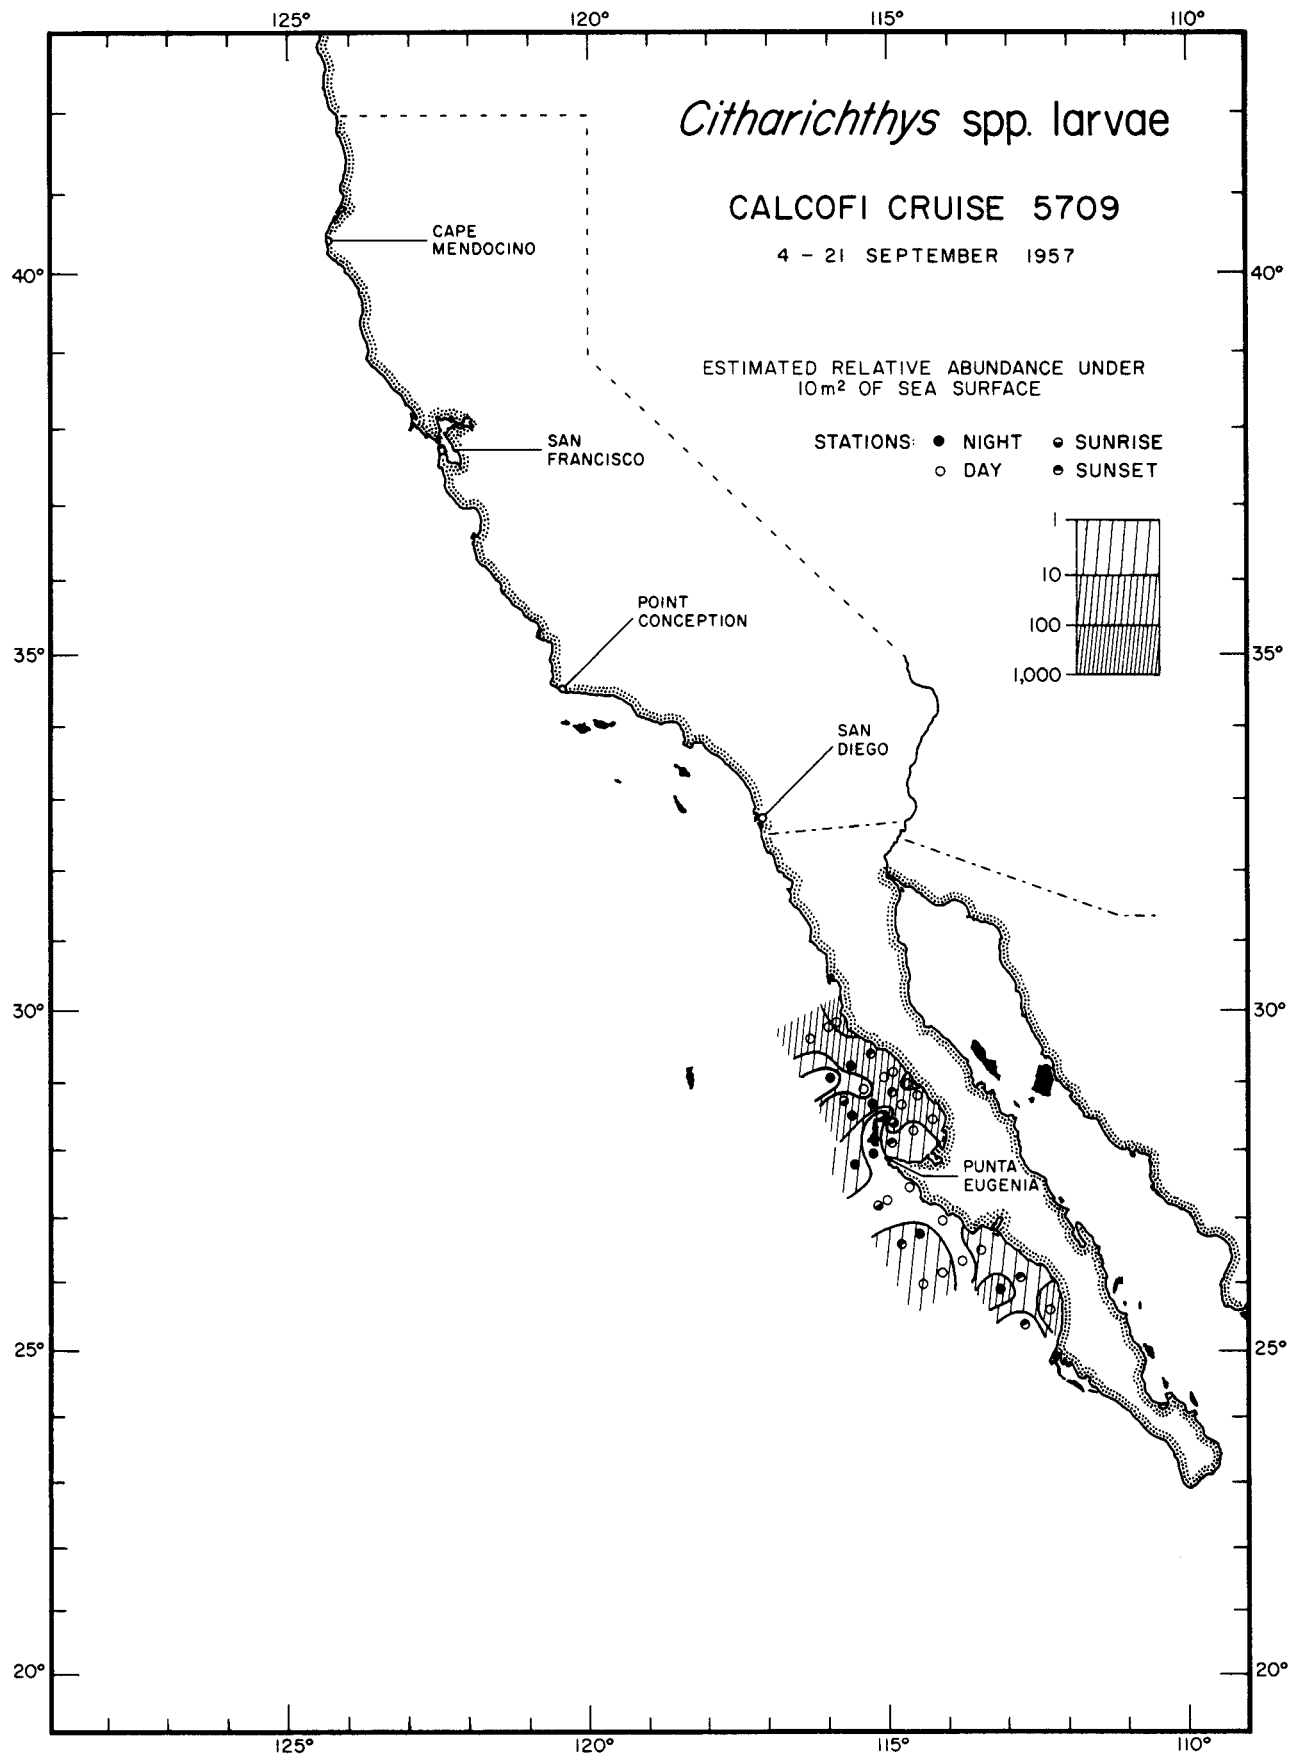 125° 120° 115° 110°
Citharichthys spp. larvae
CALCOFI CRUISE 5709
4 – 21 SEPTEMBER 1957
CAPE
MENDOCINO
40° 40°
ESTIMATED RELATIVE ABUNDANCE UNDER
10m² OF SEA SURFACE
STATIONS: NIGHT SUNRISE
DAY SUNSET
SAN
FRANCISCO
1
10
100
1,000
POINT
CONCEPTION
35° 35°
SAN
DIEGO
30° 30°
PUNTA
EUGENIA
25° 25°
20° 20°
125° 120° 115° 110°